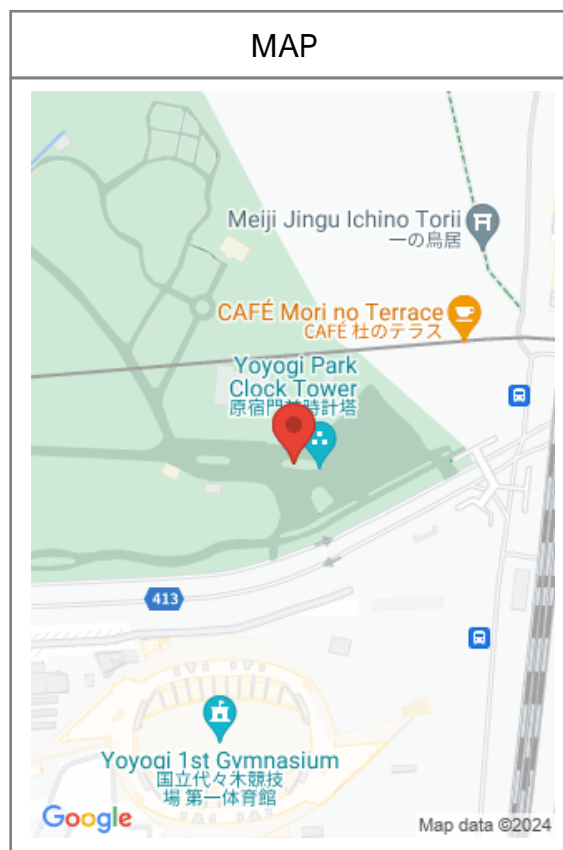 MAP
Meiji Jingu Ichino Torii
一の鳥居
CAFÉ Mori no Terrace
CAFÉ 杜のテラス
Yoyogi Park
Clock Tower
原宿門前時計塔
413
Yoyogi 1st Gymnasium
国立代々木競技
場 第一体育館
Google
Map data ©2024